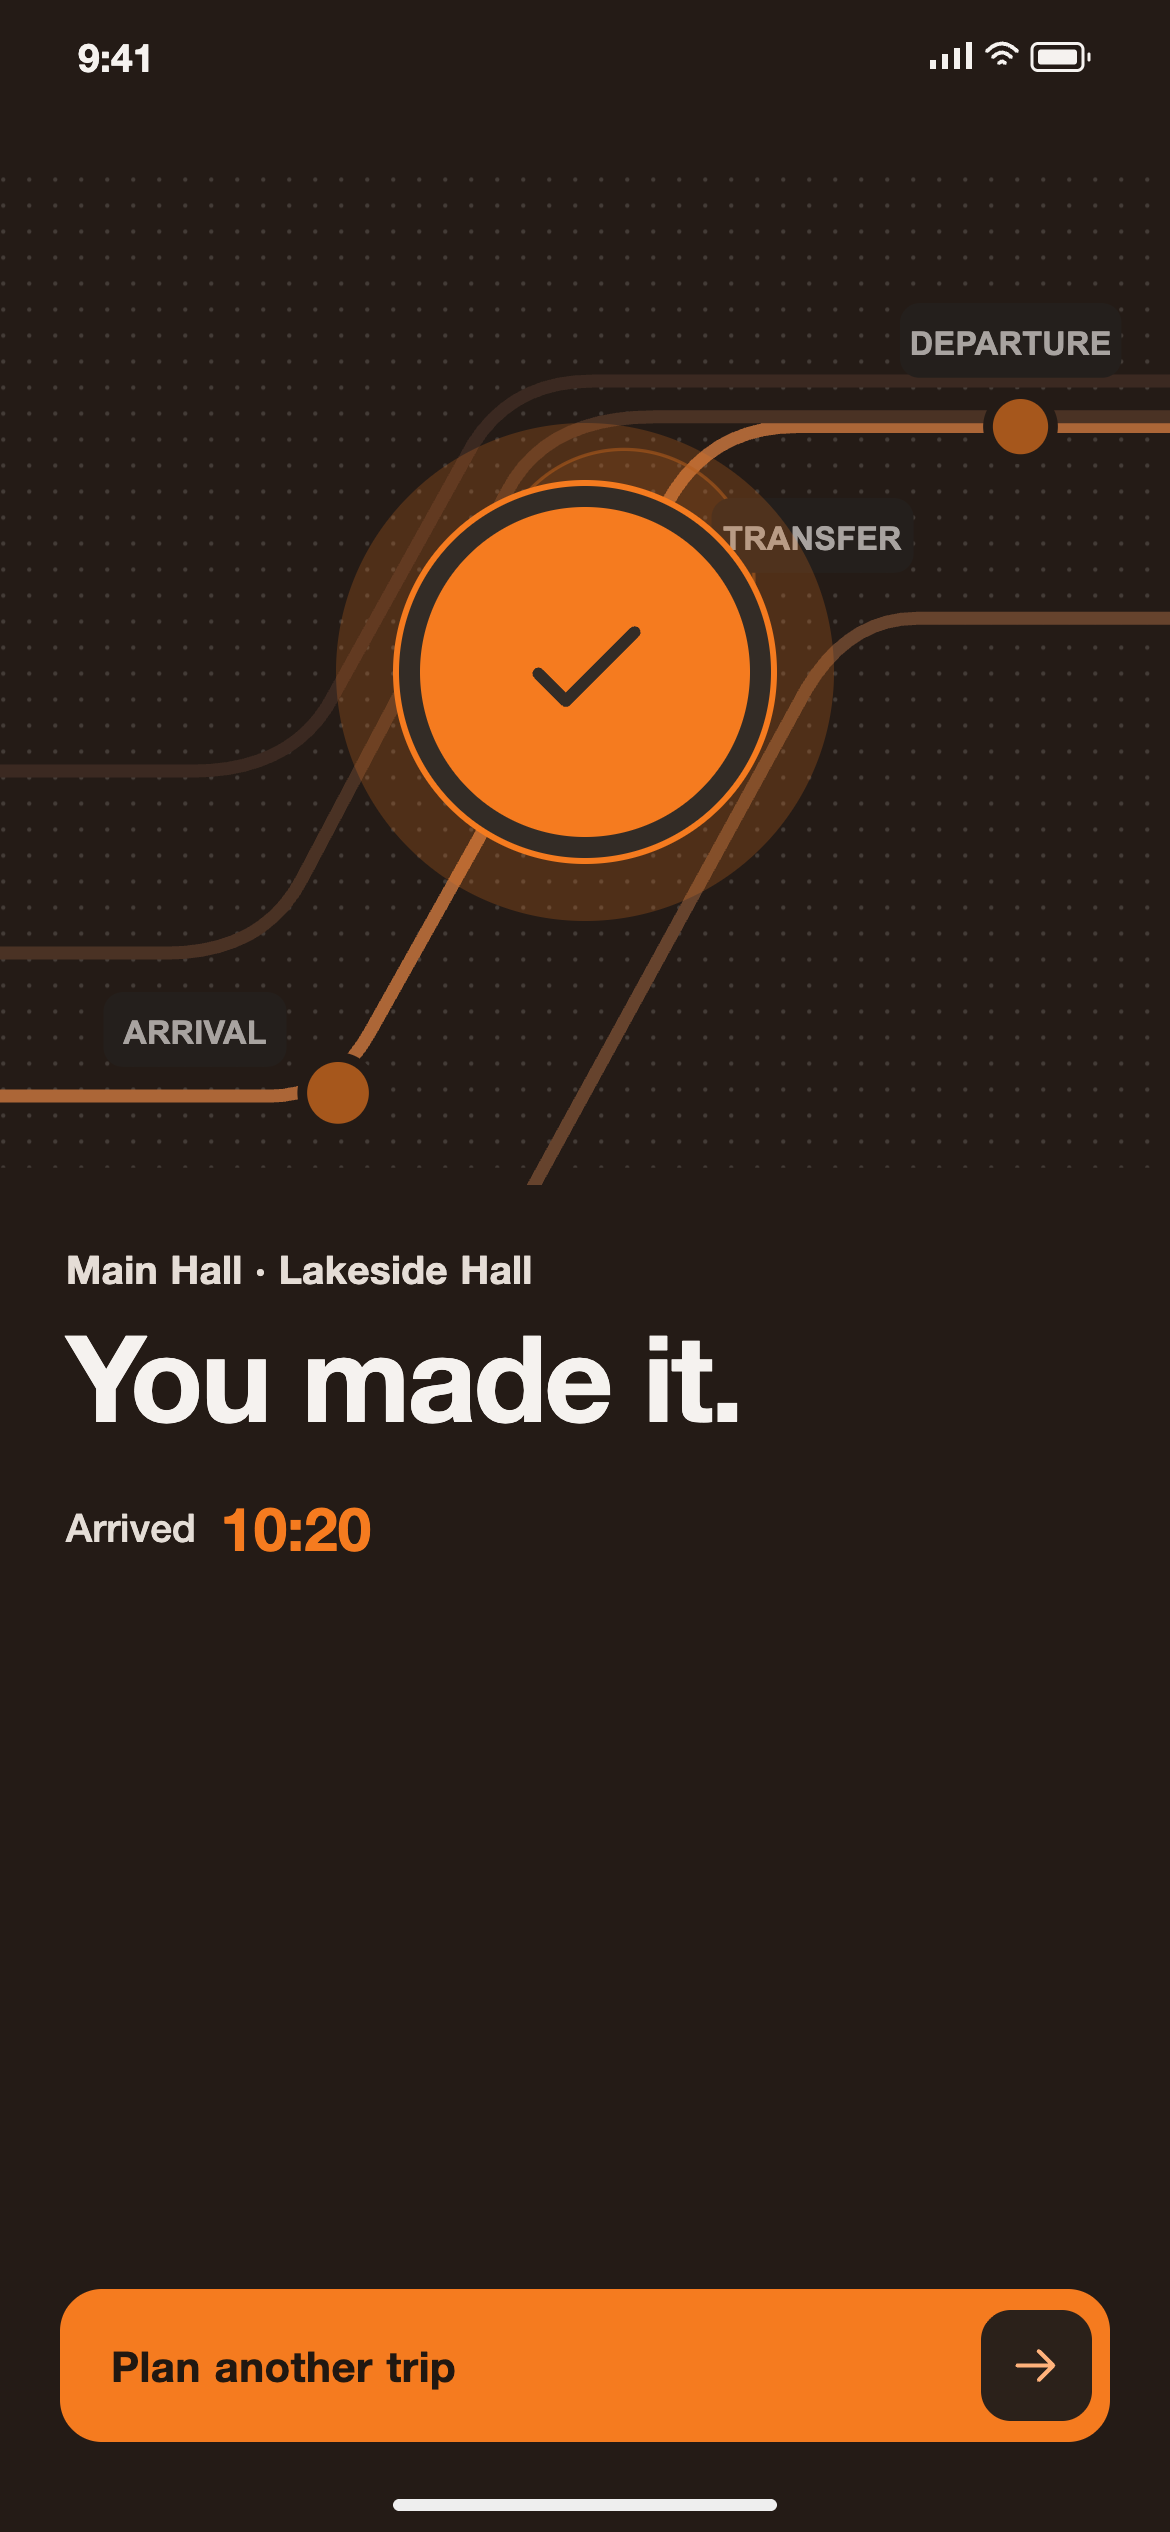 9:41
DEPARTURE
TRANSFER
ARRIVAL
Main Hall · Lakeside Hall
You made it.
Arrived 10:20
Plan another trip